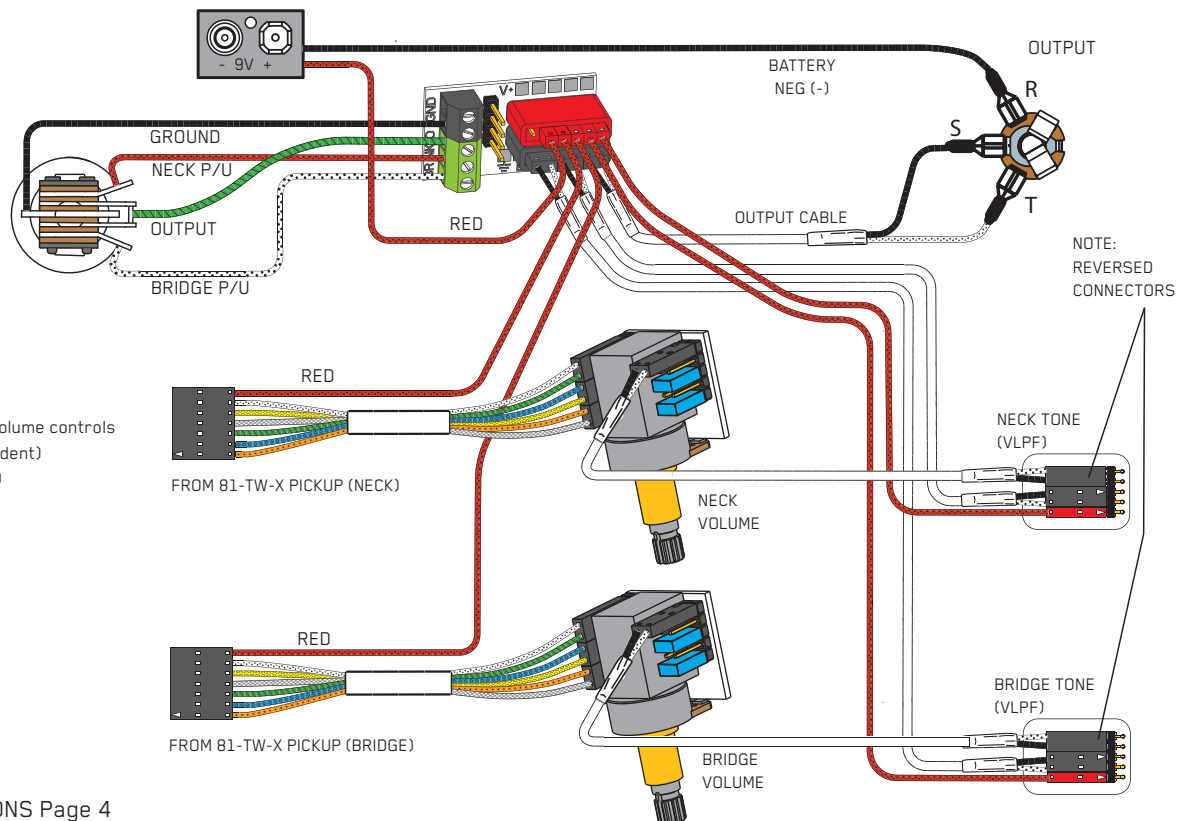 - 9V +
BATTERY
NEG (-)
OUTPUT
R
S
T
V+
GND
GROUND
NECK P/U
OUTPUT
BRIDGE P/U
RED
OUTPUT CABLE
NOTE:
REVERSED
CONNECTORS
RED
olume controls
dent)
FROM 81-TW-X PICKUP (NECK)
NECK
VOLUME
NECK TONE
(VLPF)
RED
FROM 81-TW-X PICKUP (BRIDGE)
BRIDGE
VOLUME
BRIDGE TONE
(VLPF)
ONS Page 4